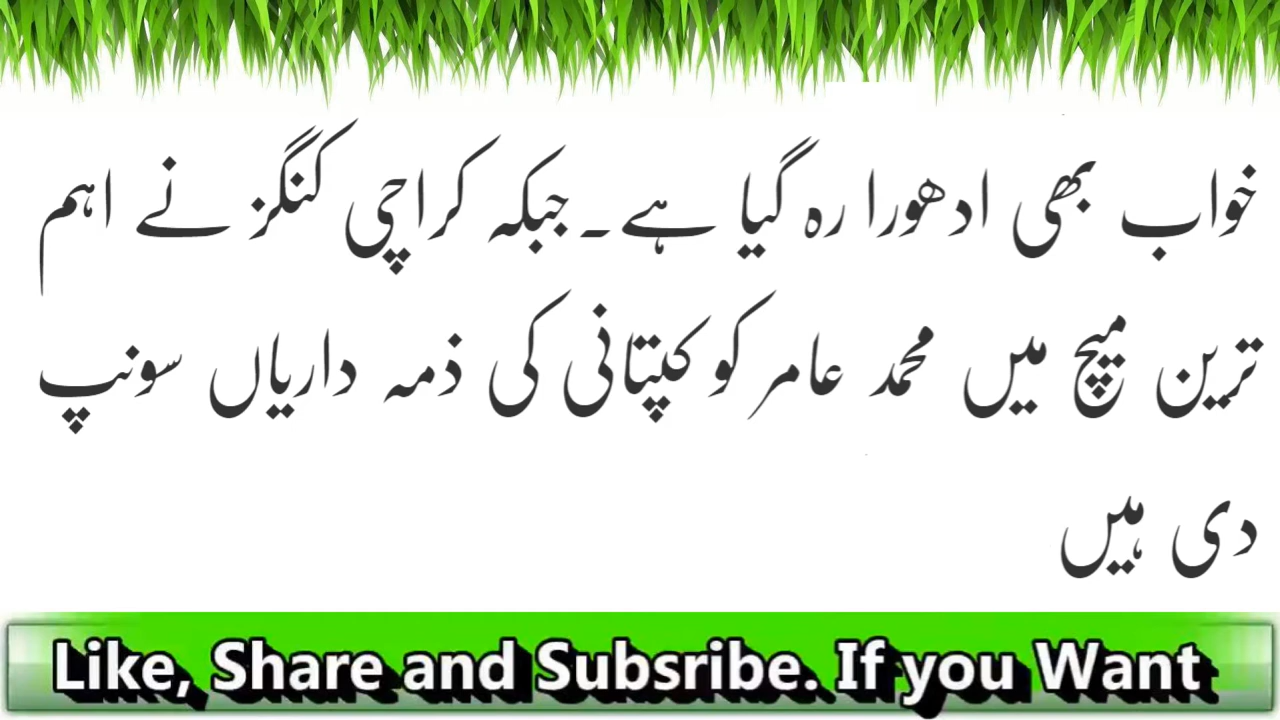 خواب بھی ادھورا رہ گیا ہے۔جبکہ کراچی کنگز نے اہم
ترین میچ میں محمد عامر کو کپتانی کی ذمہ داریاں سونپ
دی ہیں
Like, Share and Subsribe. If you Want